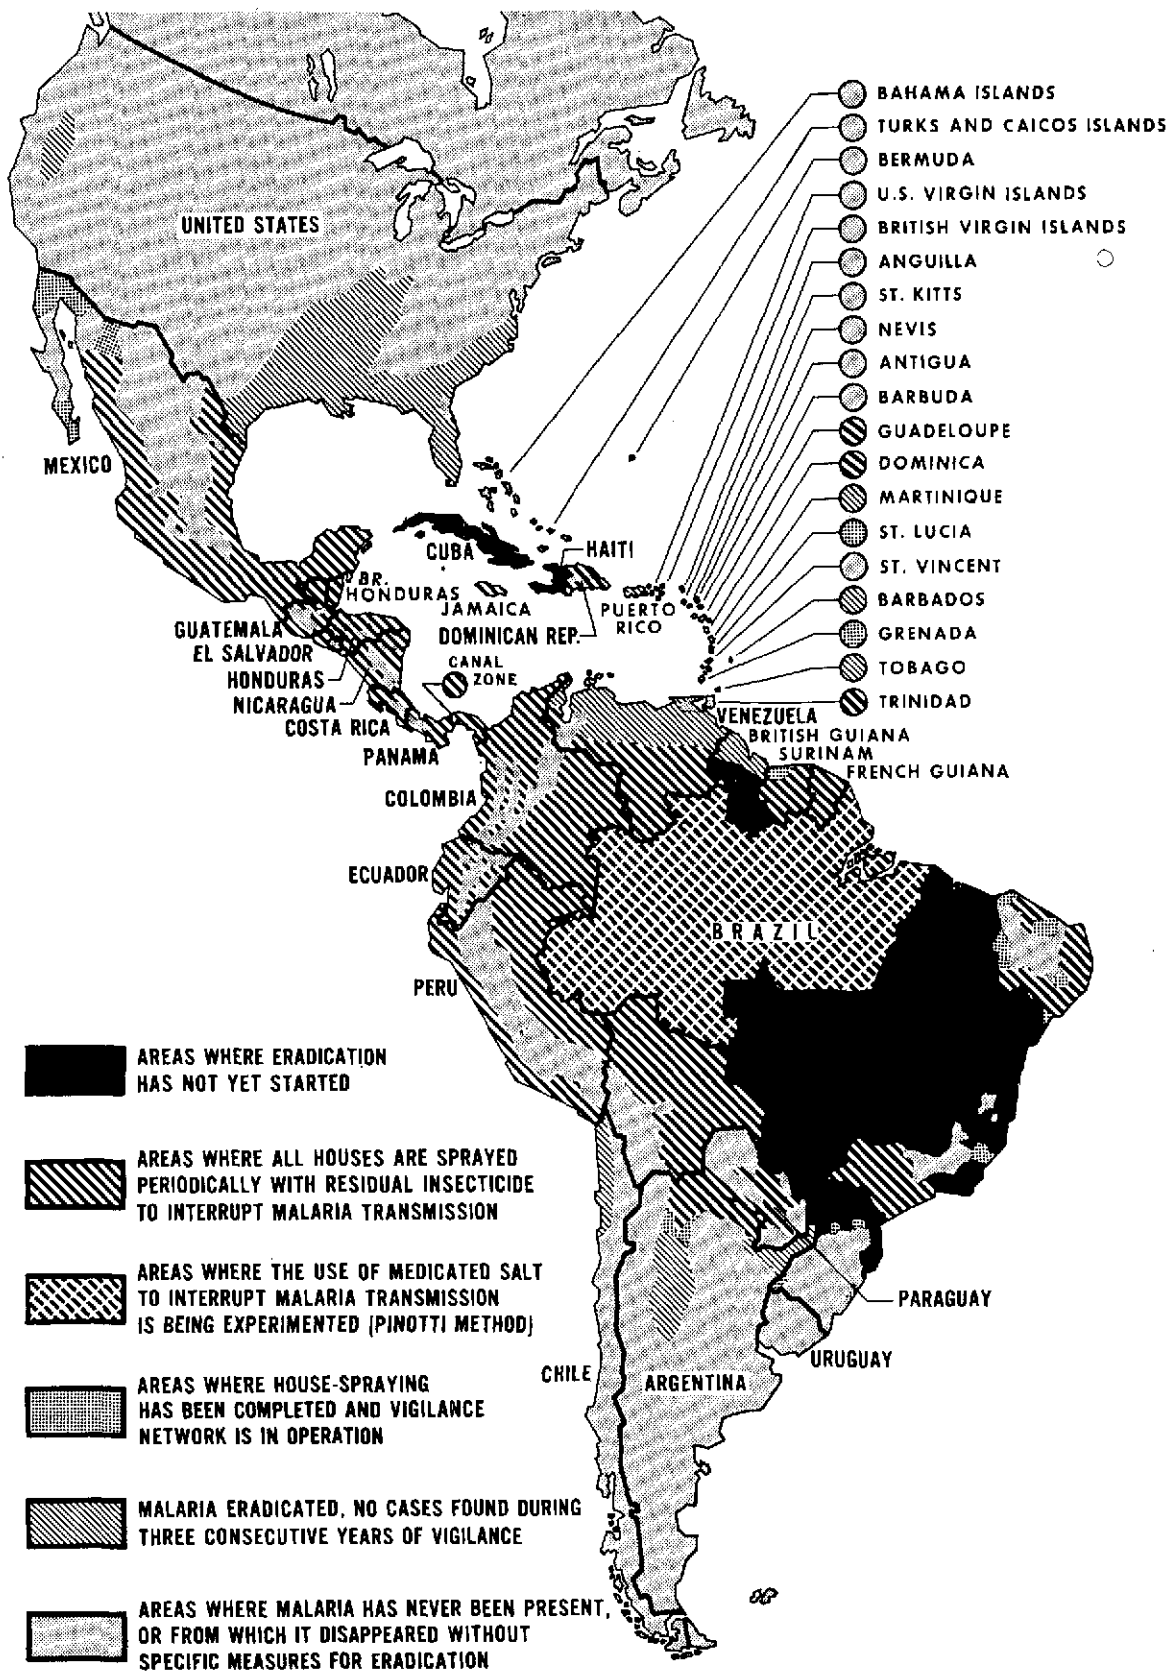 BAHAMA ISLANDS
TURKS AND CAICOS ISLANDS
BERMUDA
U.S. VIRGIN ISLANDS
BRITISH VIRGIN ISLANDS
ANGUILLA
ST. KITTS
NEVIS
ANTIGUA
BARBUDA
GUADELOUPE
DOMINICA
MARTINIQUE
ST. LUCIA
ST. VINCENT
BARBADOS
GRENADA
TOBAGO
TRINIDAD
UNITED STATES
MEXICO
CUBA
HAITI
BR.
HONDURAS
JAMAICA
PUERTO
RICO
DOMINICAN REP.
GUATEMALA
EL SALVADOR
HONDURAS
NICARAGUA
COSTA RICA
PANAMA
CANAL
ZONE
VENEZUELA
BRITISH GUIANA
SURINAM
FRENCH GUIANA
COLOMBIA
ECUADOR
BRAZIL
PERU
PARAGUAY
URUGUAY
CHILE
ARGENTINA
AREAS WHERE ERADICATION
HAS NOT YET STARTED
AREAS WHERE ALL HOUSES ARE SPRAYED
PERIODICALLY WITH RESIDUAL INSECTICIDE
TO INTERRUPT MALARIA TRANSMISSION
AREAS WHERE THE USE OF MEDICATED SALT
TO INTERRUPT MALARIA TRANSMISSION
IS BEING EXPERIMENTED (PINOTTI METHOD)
AREAS WHERE HOUSE-SPRAYING
HAS BEEN COMPLETED AND VIGILANCE
NETWORK IS IN OPERATION
MALARIA ERADICATED, NO CASES FOUND DURING
THREE CONSECUTIVE YEARS OF VIGILANCE
AREAS WHERE MALARIA HAS NEVER BEEN PRESENT,
OR FROM WHICH IT DISAPPEARED WITHOUT
SPECIFIC MEASURES FOR ERADICATION